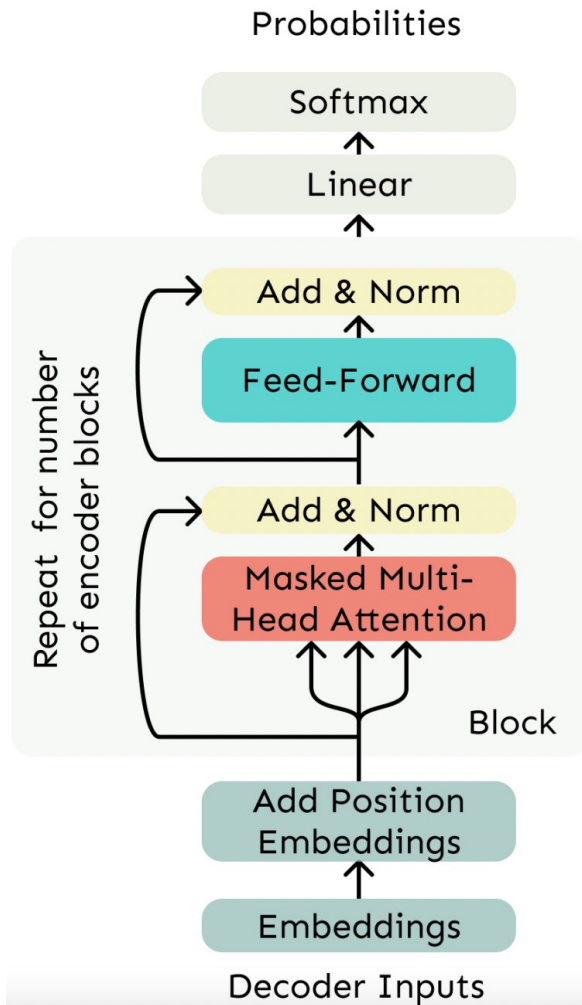 Probabilities
Softmax
Linear
Add & Norm
Feed-Forward
Repeat for number
of encoder blocks
Add & Norm
Masked Multi-
Head Attention
Block
Add Position
Embeddings
Embeddings
Decoder Inputs